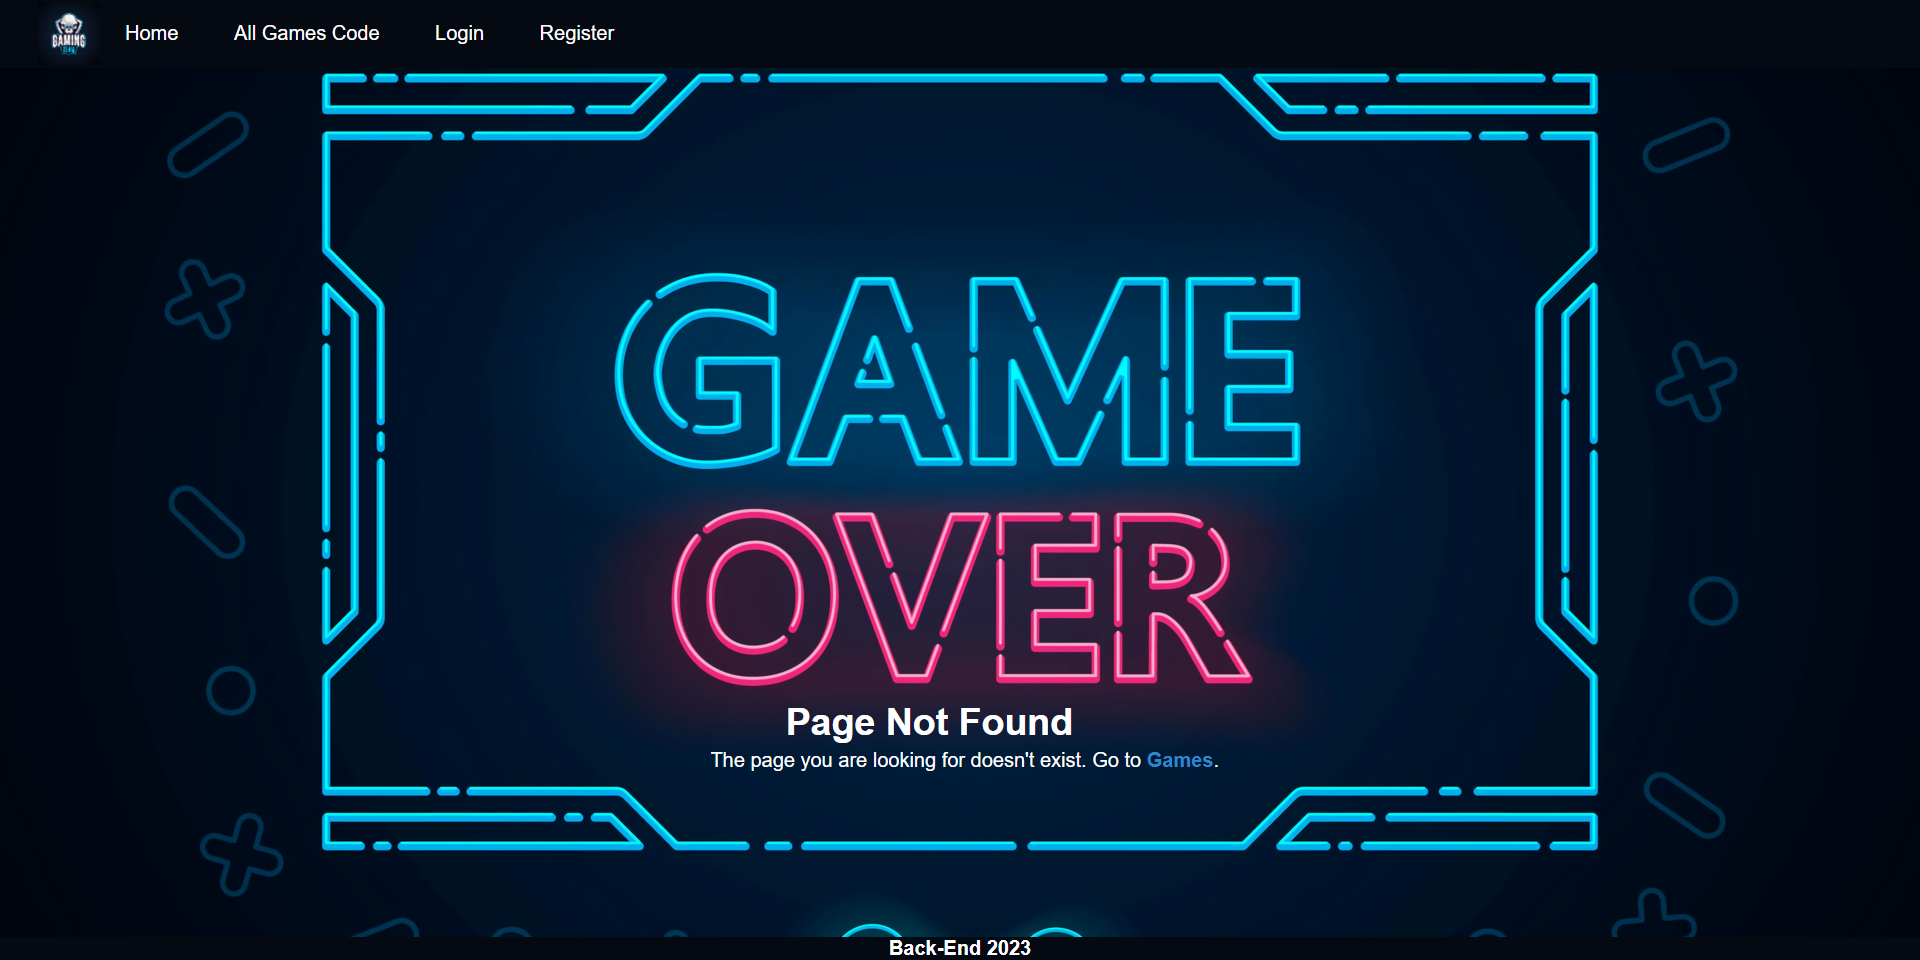 GAMING
Home
All Games Code
Login
Register
GAME
OVER
Page Not Found
The page you are looking for doesn't exist. Go to Games.
Back-End 2023